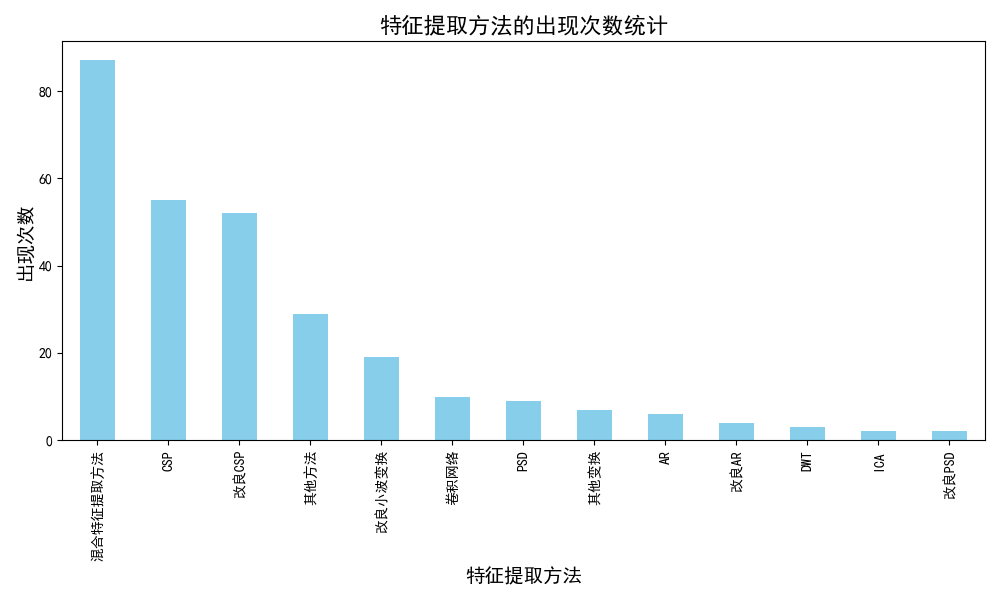 特征提取方法的出现次数统计
出现次数
80
60
40
20
0
混合特征提取方法
CSP
改良CSP
其他方法
改良小波变换
卷积网络
PSD
其他变换
AR
改良AR
DWT
ICA
改良PSD
特征提取方法